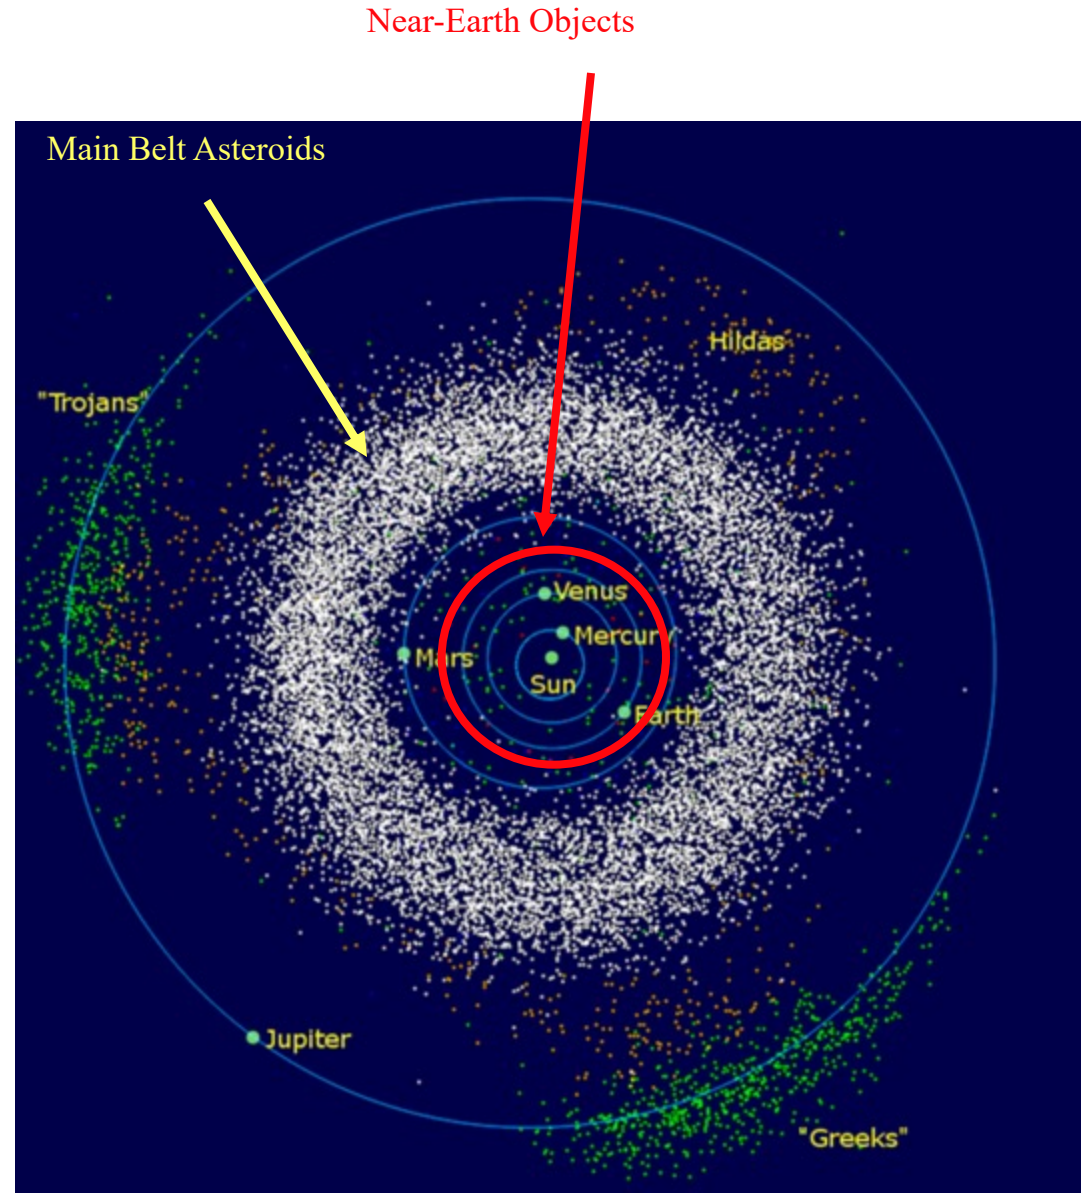 Near-Earth Objects
Main Belt Asteroids
Hildas
"Trojans"
Venus
Mercury
Mars
Sun
Earth
Jupiter
"Greeks"